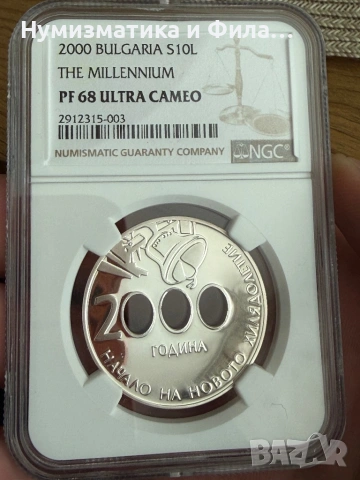 Нумизматика и Фила...
2000 BULGARIA S10L
THE MILLENNIUM
PF 68 ULTRA CAMEO
2912315-003
NUMISMATIC GUARANTY COMPANY
NGC
2000
ГОДИНА
НАЧАЛО НА НОВОТО ХИЛЯДОЛЕТИЕ
BAZAR